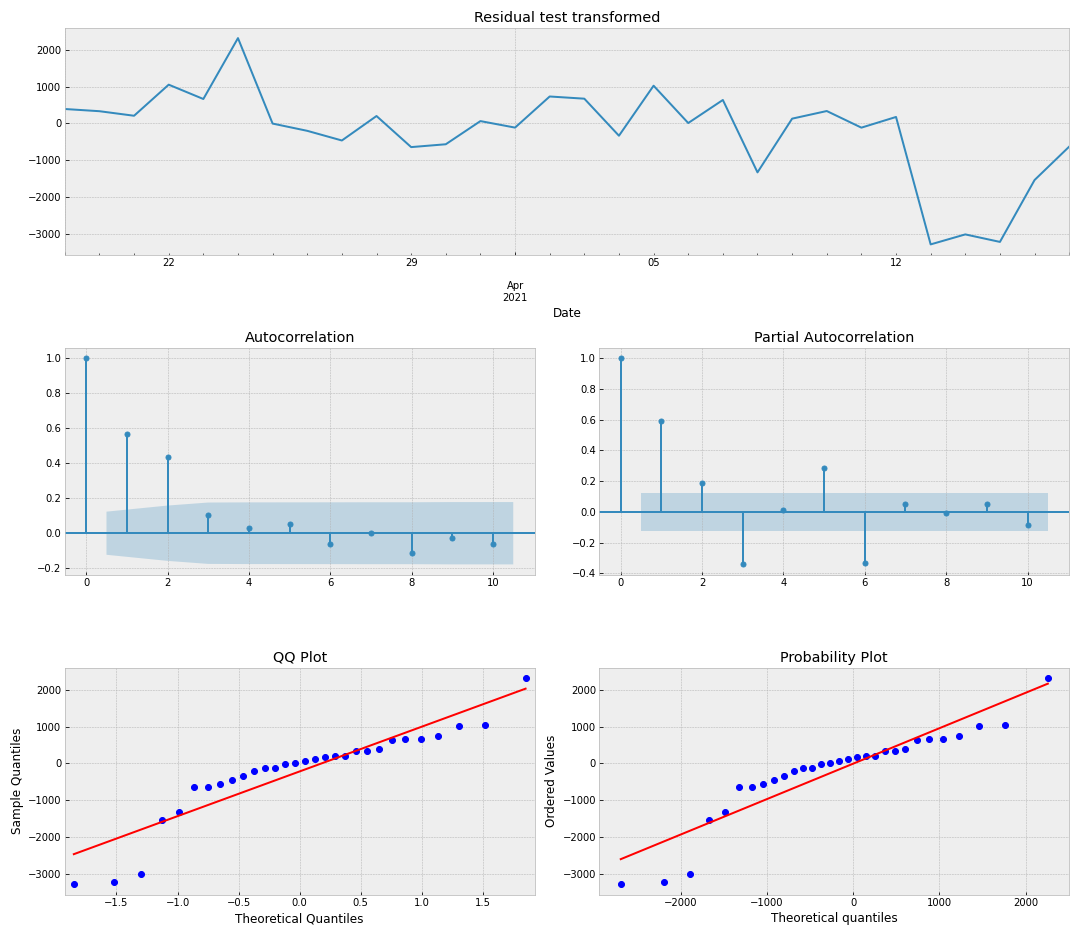 Residual test transformed
2000
1000
0
−1000
−2000
−3000
22 29 05 12
Apr
2021
Date
Autocorrelation
1.0
0.8
0.6
0.4
0.2
0.0
−0.2
0 2 4 6 8 10
Partial Autocorrelation
1.0
0.8
0.6
0.4
0.2
0.0
−0.2
−0.4
0 2 4 6 8 10
QQ Plot
Sample Quantiles
2000
1000
0
−1000
−2000
−3000
−1.5 −1.0 −0.5 0.0 0.5 1.0 1.5
Theoretical Quantiles
Probability Plot
Ordered Values
2000
1000
0
−1000
−2000
−3000
−2000 −1000 0 1000 2000
Theoretical quantiles